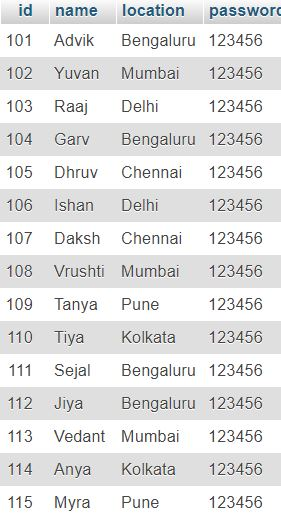 id name location password
101 Advik Bengaluru 123456
102 Yuvan Mumbai 123456
103 Raaj Delhi 123456
104 Garv Bengaluru 123456
105 Dhruv Chennai 123456
106 Ishan Delhi 123456
107 Daksh Chennai 123456
108 Vrushti Mumbai 123456
109 Tanya Pune 123456
110 Tiya Kolkata 123456
111 Sejal Bengaluru 123456
112 Jiya Bengaluru 123456
113 Vedant Mumbai 123456
114 Anya Kolkata 123456
115 Myra Pune 123456